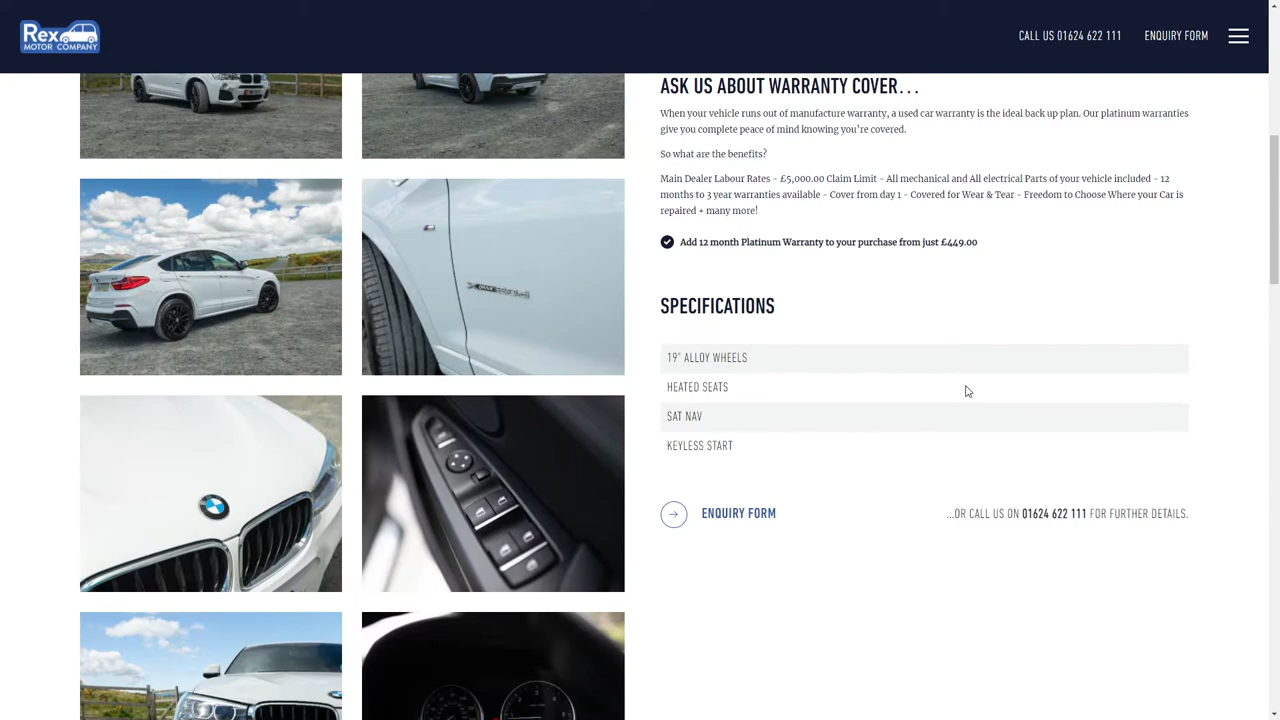 Rex
MOTOR COMPANY
CALL US 01624 622 111
ENQUIRY FORM
ASK US ABOUT WARRANTY COVER...
When your vehicle runs out of manufacture warranty, a used car warranty is the ideal back up plan. Our platinum warranties
give you complete peace of mind knowing you're covered.
So what are the benefits?
Main Dealer Labour Rates - £5,000.00 Claim Limit - All mechanical and All electrical Parts of your vehicle included - 12
months to 3 year warranties available - Cover from day 1 - Covered for Wear & Tear - Freedom to Choose Where your Car is
repaired + many more!
Add 12 month Platinum Warranty to your purchase from just £449.00
SPECIFICATIONS
19" ALLOY WHEELS
HEATED SEATS
SAT NAV
KEYLESS START
ENQUIRY FORM
...OR CALL US ON 01624 622 111 FOR FURTHER DETAILS.